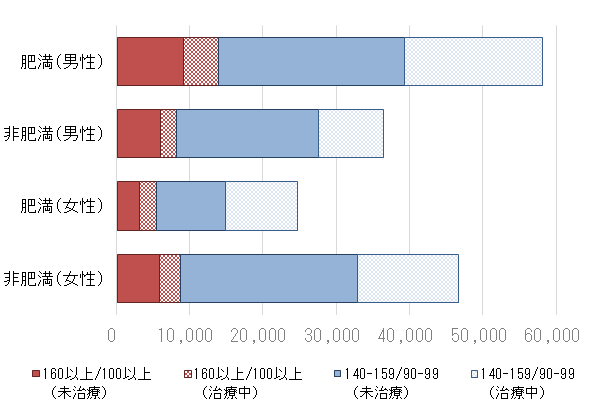 肥満(男性)
非肥満(男性)
肥満(女性)
非肥満(女性)
0 10,000 20,000 30,000 40,000 50,000 60,000
160以上/100以上 160以上/100以上 140-159/90-99 140-159/90-99
(未治療) (治療中) (未治療) (治療中)